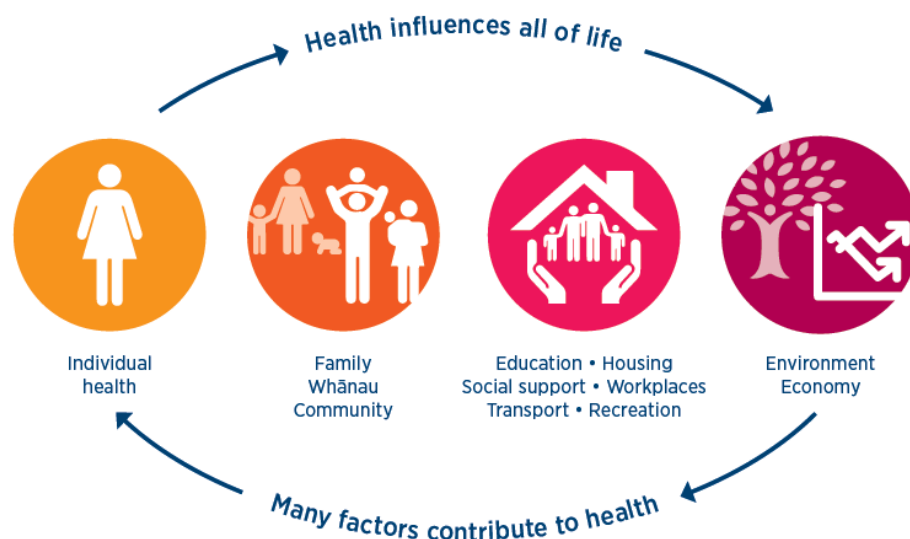 Health influences all of life
Individual
health
Family
Whānau
Community
Education • Housing
Social support • Workplaces
Transport • Recreation
Environment
Economy
Many factors contribute to health